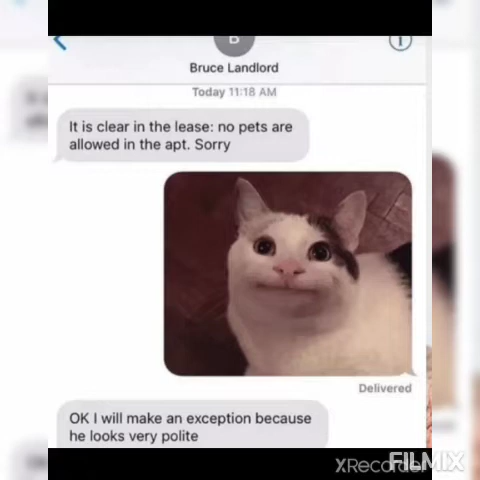 B
Bruce Landlord
Today 11:18 AM
It is clear in the lease: no pets are
allowed in the apt. Sorry
Delivered
OK I will make an exception because
he looks very polite
XRecorder
FILMIX